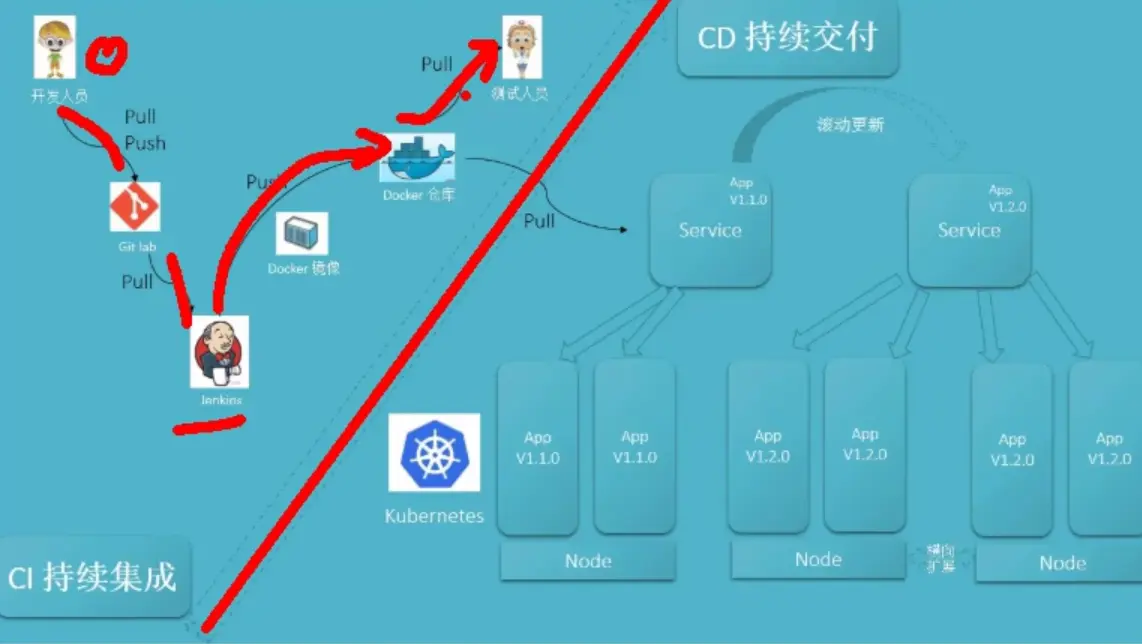 CD 持续交付
Pull
开发人员
测试人员
Pull
Push
滚动更新
Push
Docker 仓库
App
V1.1.0
Service
App
V1.2.0
Service
Pull
Git lab
Docker 镜像
Pull
Jenkins
App
V1.1.0
App
V1.1.0
App
V1.2.0
App
V1.2.0
App
V1.2.0
App
V1.2.0
Kubernetes
Node
Node
横向
扩展
Node
CI 持续集成